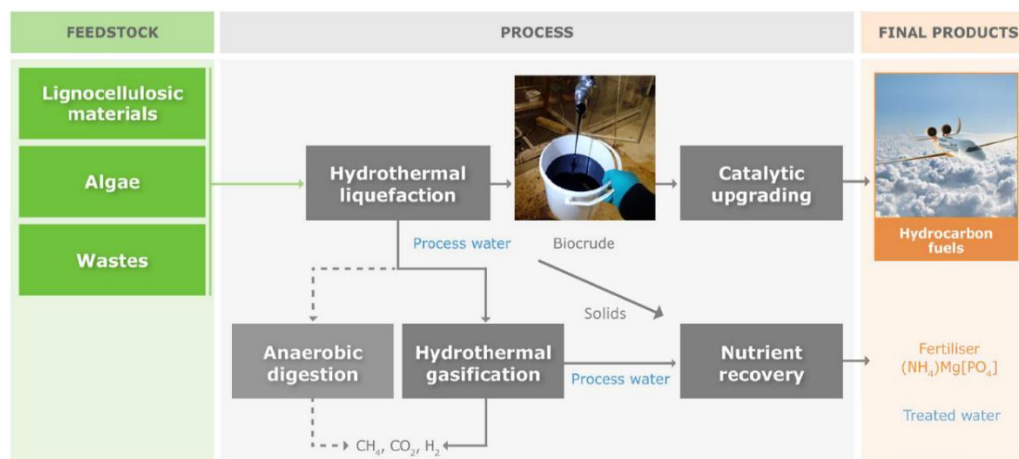 FEEDSTOCK
PROCESS
FINAL PRODUCTS
Lignocellulosic
materials
Algae
Wastes
Hydrothermal
liquefaction
Catalytic
upgrading
Hydrocarbon
fuels
Process water
Biocrude
Solids
Anaerobic
digestion
Hydrothermal
gasification
Process water
Nutrient
recovery
Fertiliser
(NH₄)Mg[PO₄]
Treated water
CH₄, CO₂, H₂